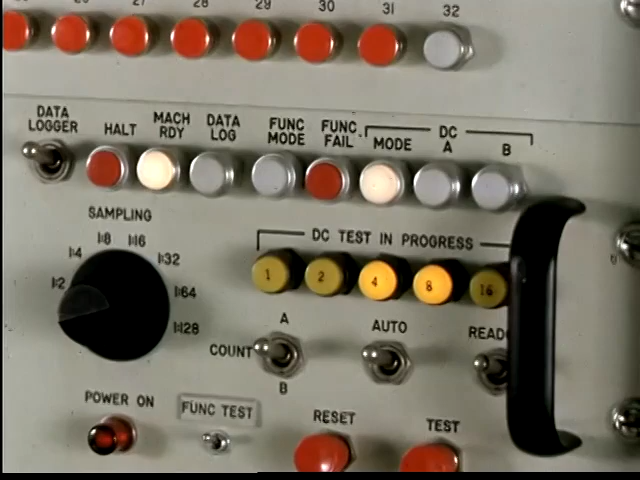 27 28 29 30 31 32
DATA
LOGGER
HALT
MACH
RDY
DATA
LOG
FUNC
MODE
FUNC
FAIL
DC
MODE
A
B
SAMPLING
1:2
1:4
1:8
1:16
1:32
1:64
1:128
DC TEST IN PROGRESS
1 2 4 8 16
A
COUNT
B
AUTO
READ
POWER ON
FUNC TEST
RESET
TEST